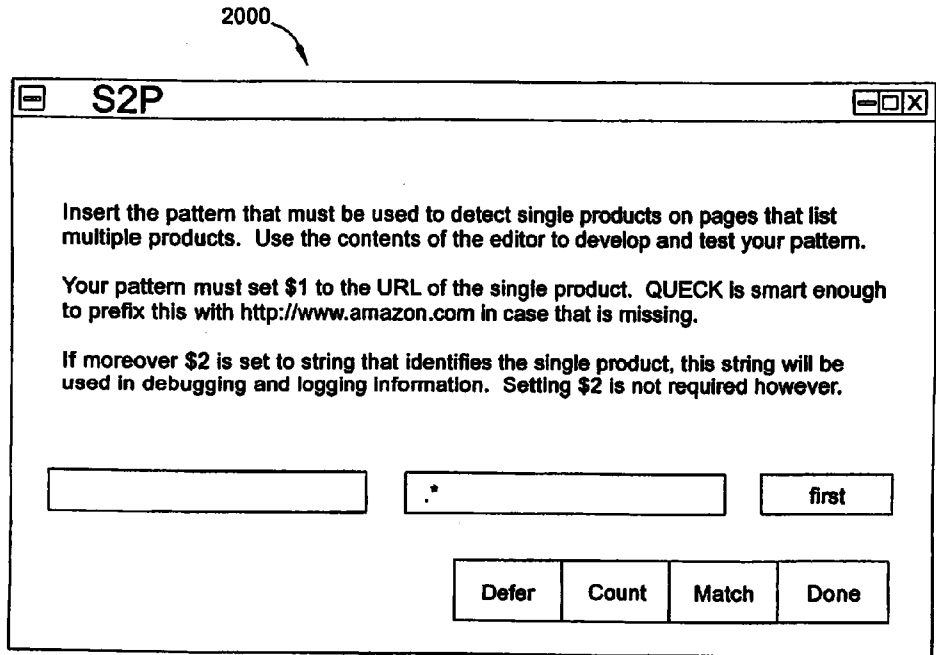 2000
S2P
Insert the pattern that must be used to detect single products on pages that list
multiple products. Use the contents of the editor to develop and test your pattern.
Your pattern must set $1 to the URL of the single product. QUECK is smart enough
to prefix this with http://www.amazon.com in case that is missing.
If moreover $2 is set to string that identifies the single product, this string will be
used in debugging and logging information. Setting $2 is not required however.
.* first
Defer Count Match Done